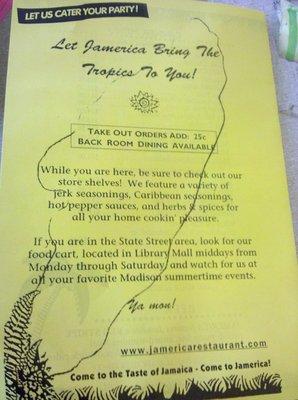 LET US CATER YOUR PARTY!
Let Jamerica Bring The
Tropics To You!
TAKE OUT ORDERS ADD: 25¢
BACK ROOM DINING AVAILABLE
While you are here, be sure to check out our
store shelves! We feature a variety of
jerk seasonings, Caribbean seasonings,
hot pepper sauces, and herbs & spices for
all your home cookin' pleasure.
If you are in the State Street area, look for our
food cart, located in Library Mall middays from
Monday through Saturday and watch for us at
all your favorite Madison summertime events.
Ya mon!
www.jamericarestaurant.com
Come to the Taste of Jamaica - Come to Jamerica!